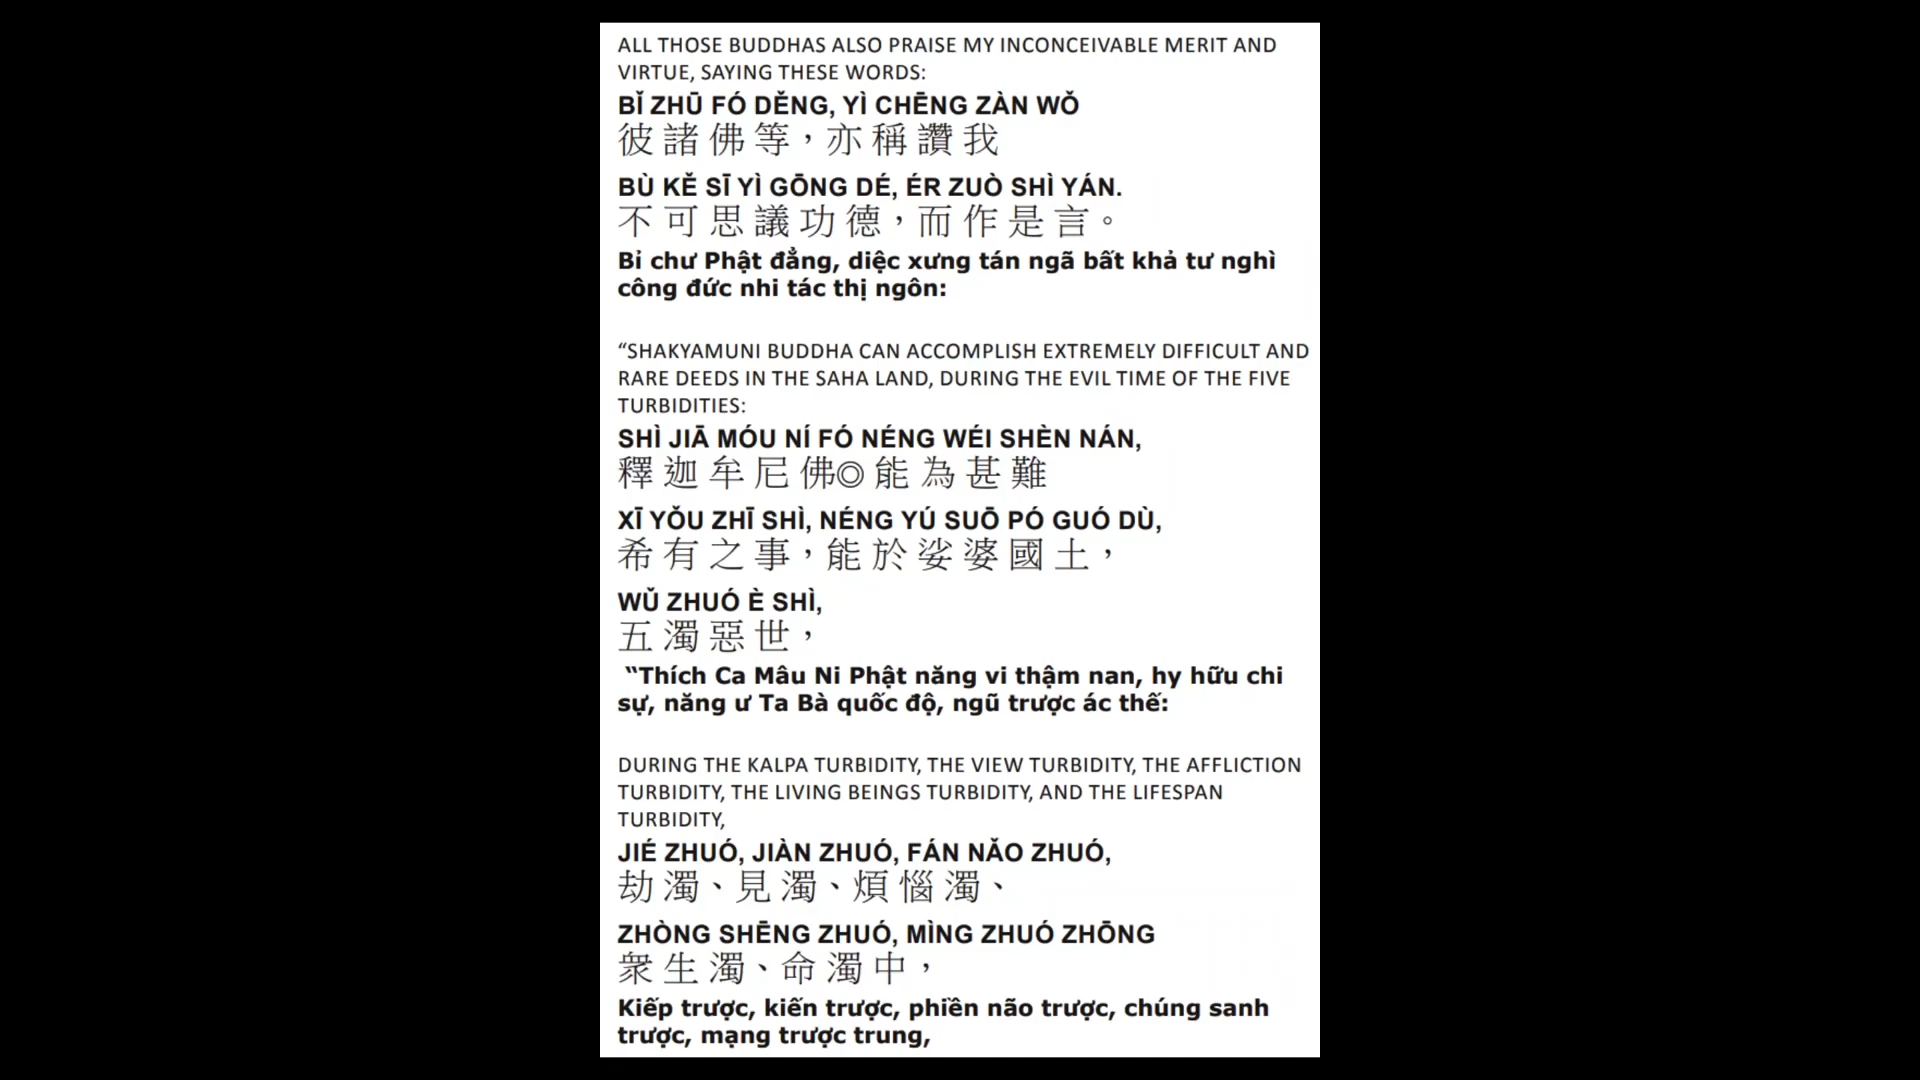 ALL THOSE BUDDHAS ALSO PRAISE MY INCONCEIVABLE MERIT AND
VIRTUE, SAYING THESE WORDS:
BǏ ZHŪ FÓ DĚNG, YÌ CHĒNG ZÀN WǑ
彼諸佛等，亦稱讚我
BÙ KĚ SĪ YÌ GŌNG DÉ, ÉR ZUÒ SHÌ YÁN.
不可思議功德，而作是言。
Bỉ chư Phật đẳng, diệc xưng tán ngã bất khả tư nghì
công đức nhi tác thị ngôn:
“SHAKYAMUNI BUDDHA CAN ACCOMPLISH EXTREMELY DIFFICULT AND
RARE DEEDS IN THE SAHA LAND, DURING THE EVIL TIME OF THE FIVE
TURBIDITIES:
SHÌ JIĀ MÓU NÍ FÓ NÉNG WÉI SHÈN NÁN,
釋迦牟尼佛◎能為甚難
XĪ YǑU ZHĪ SHÌ, NÉNG YÚ SUŌ PÓ GUÓ DÙ,
希有之事，能於娑婆國土，
WǓ ZHUÓ È SHÌ,
五濁惡世，
“Thích Ca Mâu Ni Phật năng vi thậm nan, hy hữu chi
sự, năng ư Ta Bà quốc độ, ngũ trược ác thế:
DURING THE KALPA TURBIDITY, THE VIEW TURBIDITY, THE AFFLICTION
TURBIDITY, THE LIVING BEINGS TURBIDITY, AND THE LIFESPAN
TURBIDITY,
JIÉ ZHUÓ, JIÀN ZHUÓ, FÁN NǍO ZHUÓ,
劫濁、見濁、煩惱濁、
ZHÒNG SHĒNG ZHUÓ, MÌNG ZHUÓ ZHŌNG
眾生濁、命濁中，
Kiếp trược, kiến trược, phiền não trược, chúng sanh
trược, mạng trược trung,